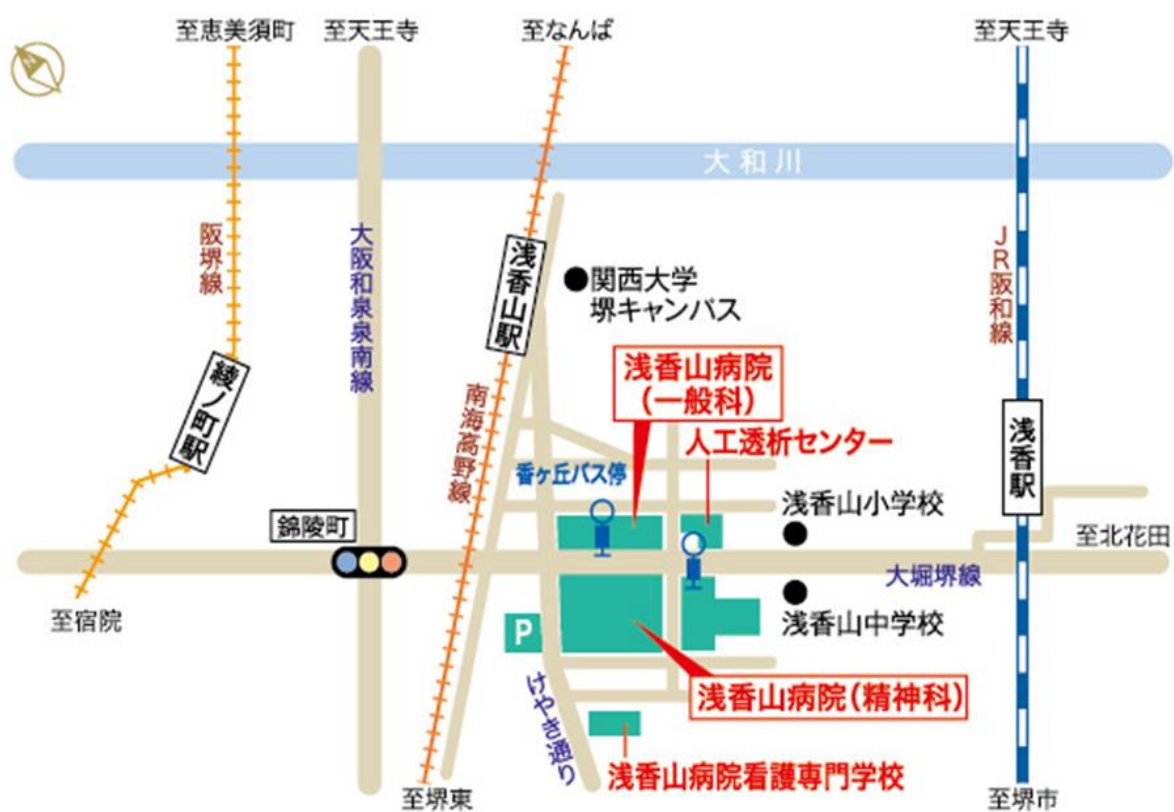 至恵美須町
至天王寺
至なんば
至天王寺
大和川
阪堺線
大阪和泉泉南線
浅香山駅
関西大学
堺キャンパス
JR阪和線
綾ノ町駅
南海高野線
浅香山病院
(一般科)
人工透析センター
浅香駅
香ヶ丘バス停
浅香山小学校
錦陵町
至北花田
大堀堺線
至宿院
浅香山中学校
P
浅香山病院(精神科)
けやき通り
浅香山病院看護専門学校
至堺東
至堺市